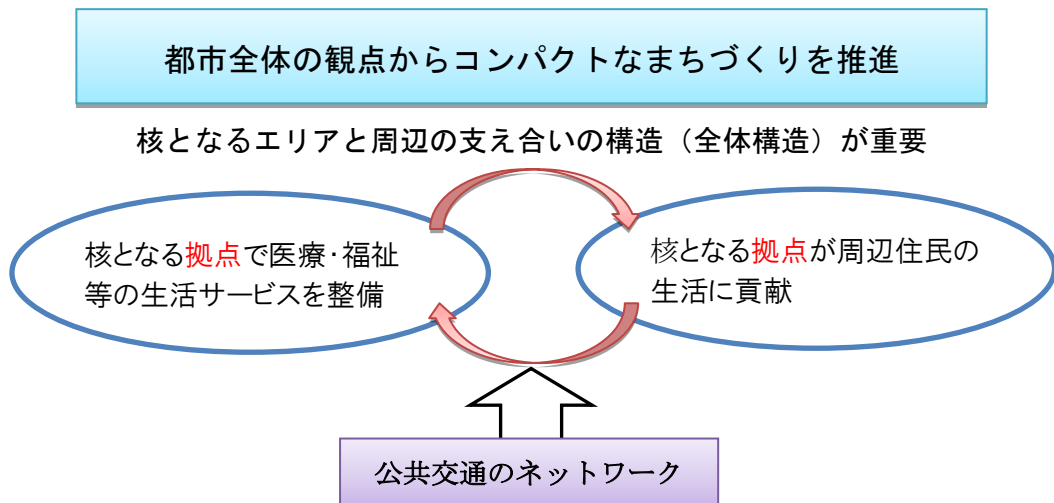 都市全体の観点からコンパクトなまちづくりを推進
核となるエリアと周辺の支え合いの構造（全体構造）が重要
核となる拠点で医療・福祉
等の生活サービスを整備
核となる拠点が周辺住民の
生活に貢献
公共交通のネットワーク